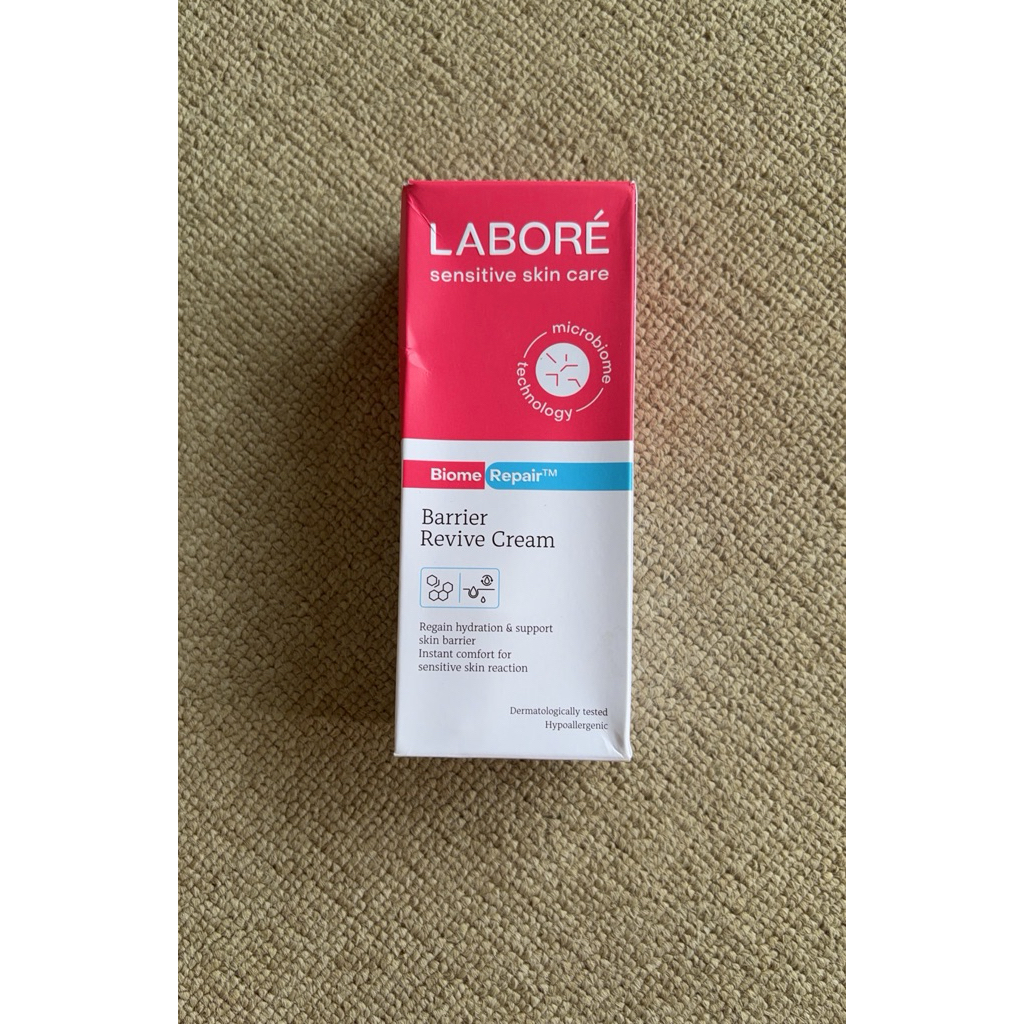 LABORÉ
sensitive skin care
microbiome
technology
Biome Repair™
Barrier
Revive Cream
Regain hydration & support
skin barrier
Instant comfort for
sensitive skin reaction
Dermatologically tested
Hypoallergenic